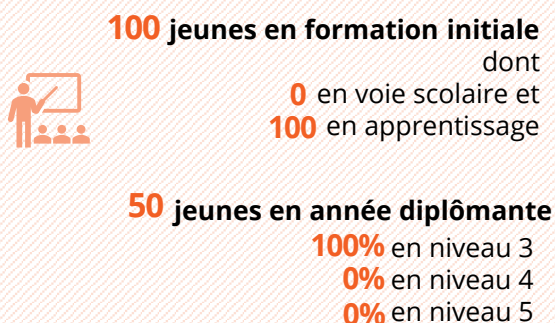 100 jeunes en formation initiale
dont
0 en voie scolaire et
100 en apprentissage
50 jeunes en année diplômante
100% en niveau 3
0% en niveau 4
0% en niveau 5